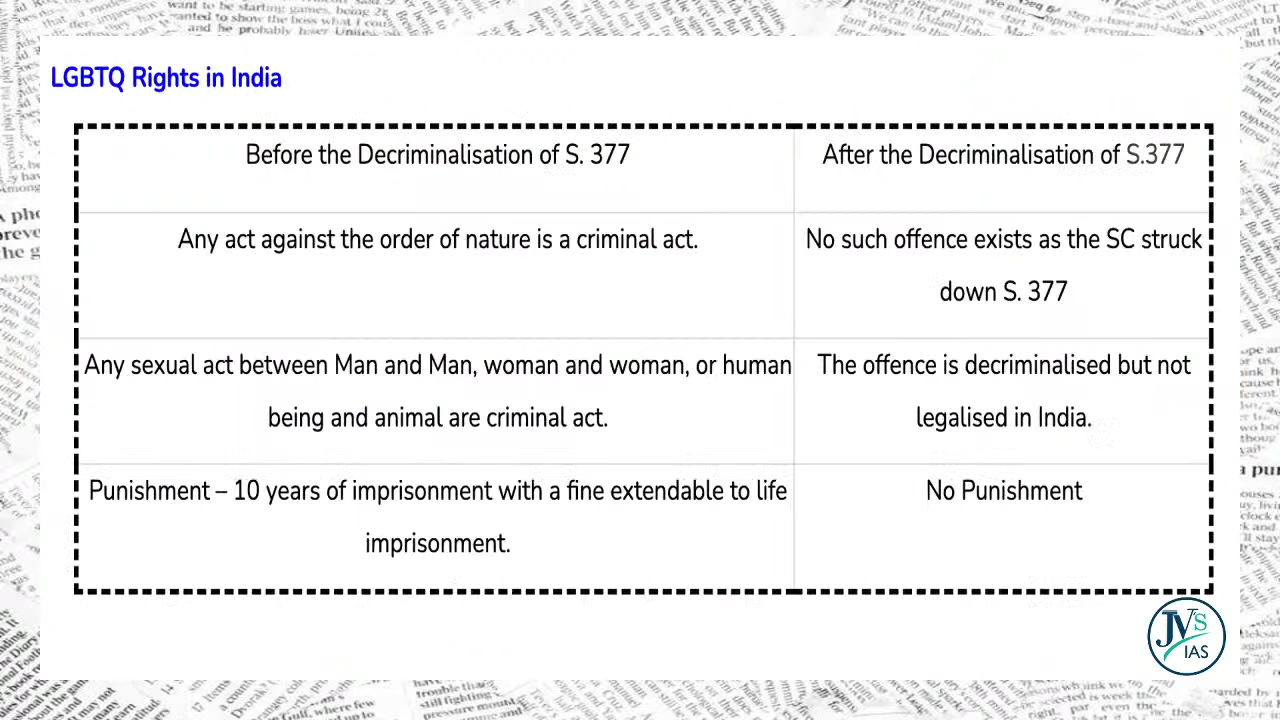 LGBTQ Rights in India
Before the Decriminalisation of S. 377
After the Decriminalisation of S.377
Any act against the order of nature is a criminal act.
No such offence exists as the SC struck
down S. 377
Any sexual act between Man and Man, woman and woman, or human
being and animal are criminal act.
The offence is decriminalised but not
legalised in India.
Punishment – 10 years of imprisonment with a fine extendable to life
imprisonment.
No Punishment
JVS
IAS